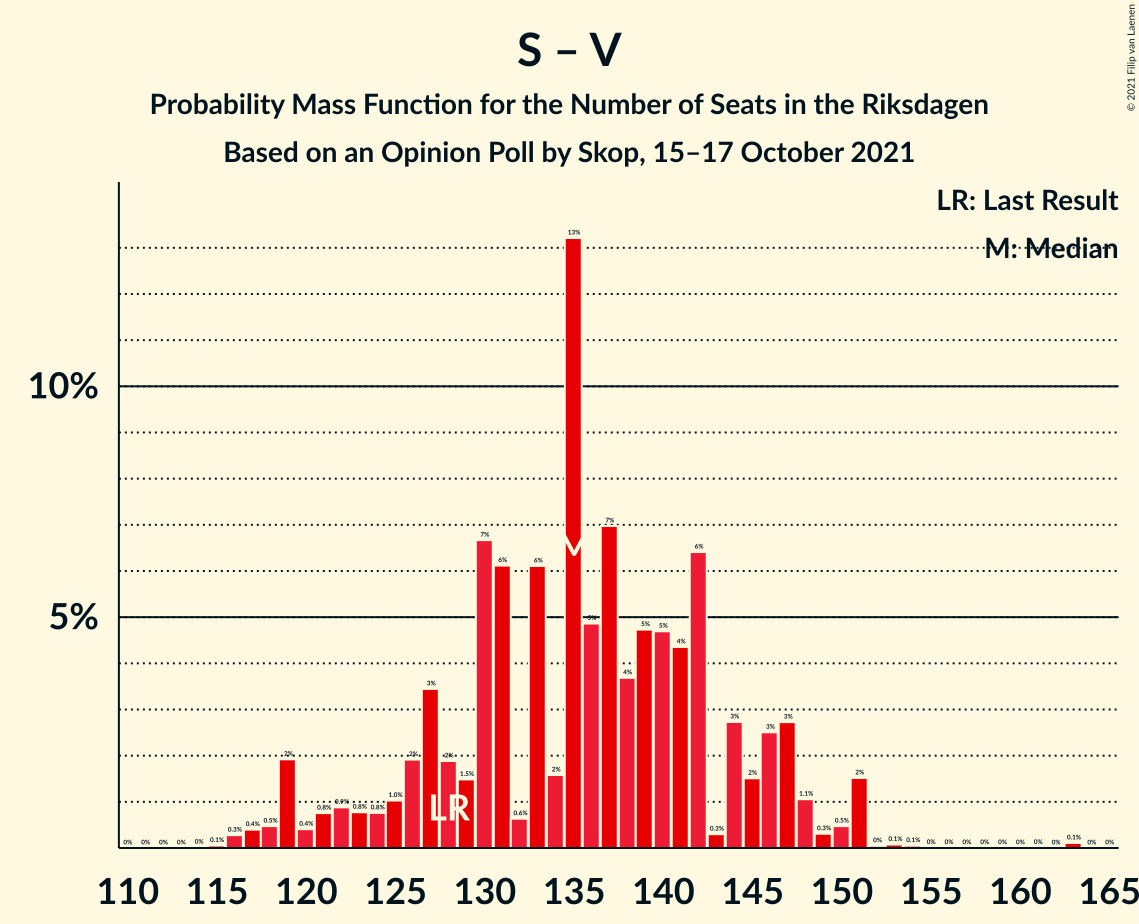 S – V
Probability Mass Function for the Number of Seats in the Riksdagen
Based on an Opinion Poll by Skop, 15–17 October 2021
© 2021 Filip van Laenen
LR: Last Result
M: Median
10%
5%
0% 0% 0% 0% 0% 0.1% 0.3% 0.4% 0.5% 2% 0.4% 0.8% 0.9% 0.8% 0.8% 1.0% 2% 3% 2% 1.5% 7% 6% 0.6% 6% 2% 13% 5% 7% 4% 5% 5% 4% 6% 0.3% 3% 2% 3% 3% 1.1% 0.3% 0.5% 2% 0% 0.1% 0.1% 0% 0% 0% 0% 0% 0% 0% 0% 0.1% 0% 0%
M
LR
110 115 120 125 130 135 140 145 150 155 160 165